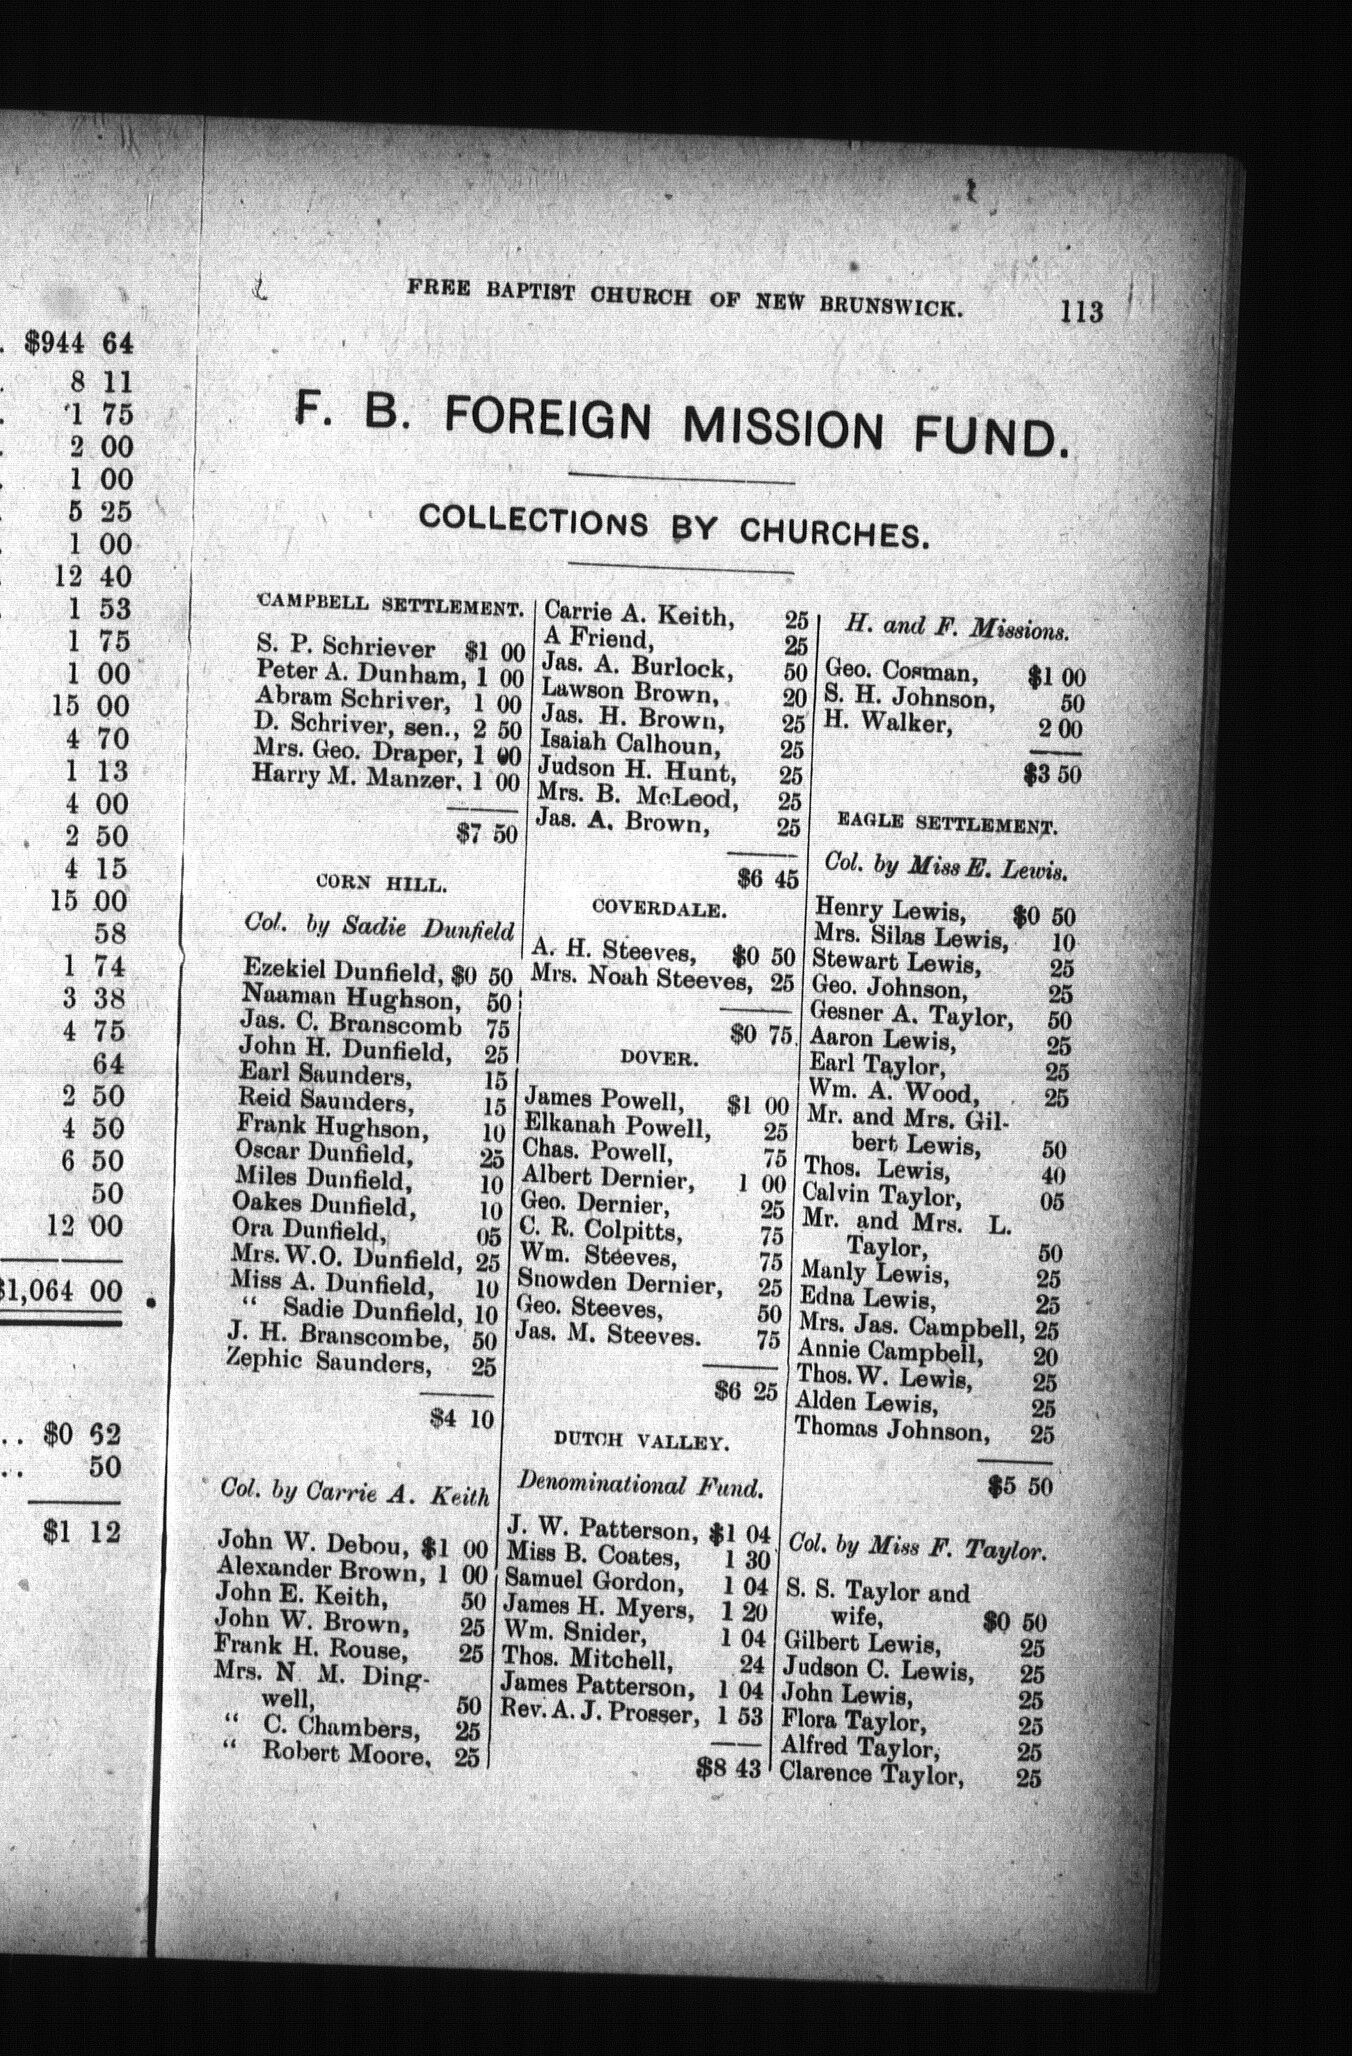 $944 64
8 11
1 75
2 00
1 00
5 25
1 00
12 40
1 53
1 75
1 00
15 00
4 70
1 13
4 00
2 50
4 15
15 00
58
1 74
3 38
4 75
64
2 50
4 50
6 50
50
12 00
$1,064 00
.. $0 62
.. 50
$1 12
FREE BAPTIST CHURCH OF NEW BRUNSWICK. 113
F. B. FOREIGN MISSION FUND.
COLLECTIONS BY CHURCHES.
CAMPBELL SETTLEMENT.
S. P. Schriever $1 00
Peter A. Dunham, 1 00
Abram Schriver, 1 00
D. Schriver, sen., 2 50
Mrs. Geo. Draper, 1 00
Harry M. Manzer. 1 00
$7 50
CORN HILL.
Col. by Sadie Dunfield
Ezekiel Dunfield, $0 50
Naaman Hughson, 50
Jas. C. Branscomb 75
John H. Dunfield, 25
Earl Saunders, 15
Reid Saunders, 15
Frank Hughson, 10
Oscar Dunfield, 25
Miles Dunfield, 10
Oakes Dunfield, 10
Ora Dunfield, 05
Mrs. W.O. Dunfield, 25
Miss A. Dunfield, 10
“ Sadie Dunfield, 10
J. H. Branscombe, 50
Zephie Saunders, 25
$4 10
Col. by Carrie A. Keith
John W. Debou, $1 00
Alexander Brown, 1 00
John E. Keith, 50
John W. Brown, 25
Frank H. Rouse, 25
Mrs. N M. Ding-
well, 50
“ C. Chambers, 25
“ Robert Moore, 25
Carrie A. Keith, 25
A Friend, 25
Jas. A. Burlock, 50
Lawson Brown, 20
Jas. H. Brown, 25
Isaiah Calhoun, 25
Judson H. Hunt, 25
Mrs. B. McLeod, 25
Jas. A. Brown, 25
$6 45
COVERDALE.
A. H. Steeves, $0 50
Mrs. Noah Steeves, 25
$0 75
DOVER.
James Powell, $1 00
Elkanah Powell, 25
Chas. Powell, 75
Albert Dernier, 1 00
Geo. Dernier, 25
C. R. Colpitts, 75
Wm. Steeves, 75
Snowden Dernier, 25
Geo. Steeves, 50
Jas. M. Steeves. 75
$6 25
DUTCH VALLEY.
Denominational Fund.
J. W. Patterson, $1 04
Miss B. Coates, 1 30
Samuel Gordon, 1 04
James H. Myers, 1 20
Wm. Snider, 1 04
Thos. Mitchell, 24
James Patterson, 1 04
Rev. A. J. Prosser, 1 53
$8 43
H. and F. Missions.
Geo. Cosman, $1 00
S. H. Johnson, 50
H. Walker, 2 00
$3 50
EAGLE SETTLEMENT.
Col. by Miss E. Lewis.
Henry Lewis, $0 50
Mrs. Silas Lewis, 10
Stewart Lewis, 25
Geo. Johnson, 25
Gesner A. Taylor, 50
Aaron Lewis, 25
Earl Taylor, 25
Wm. A. Wood, 25
Mr. and Mrs. Gil-
bert Lewis, 50
Thos. Lewis, 40
Calvin Taylor, 05
Mr. and Mrs. L.
Taylor, 50
Manly Lewis, 25
Edna Lewis, 25
Mrs. Jas. Campbell, 25
Annie Campbell, 20
Thos. W. Lewis, 25
Alden Lewis, 25
Thomas Johnson, 25
$5 50
Col. by Miss F. Taylor.
S. S. Taylor and
wife, $0 50
Gilbert Lewis, 25
Judson C. Lewis, 25
John Lewis, 25
Flora Taylor, 25
Alfred Taylor, 25
Clarence Taylor, 25